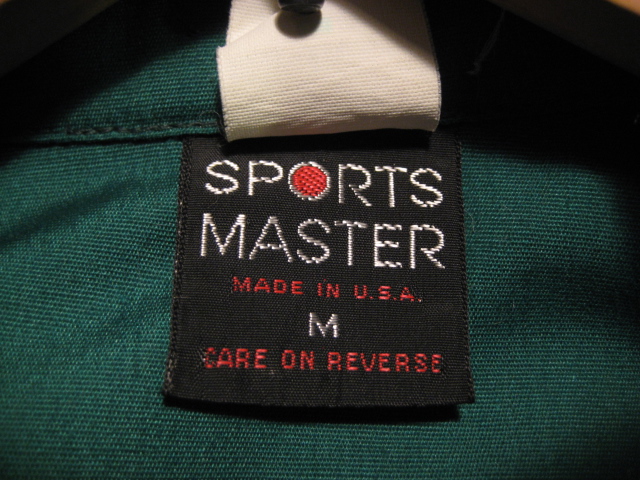 SPORTS
MASTER
MADE IN U.S.A.
M
CARE ON REVERSE